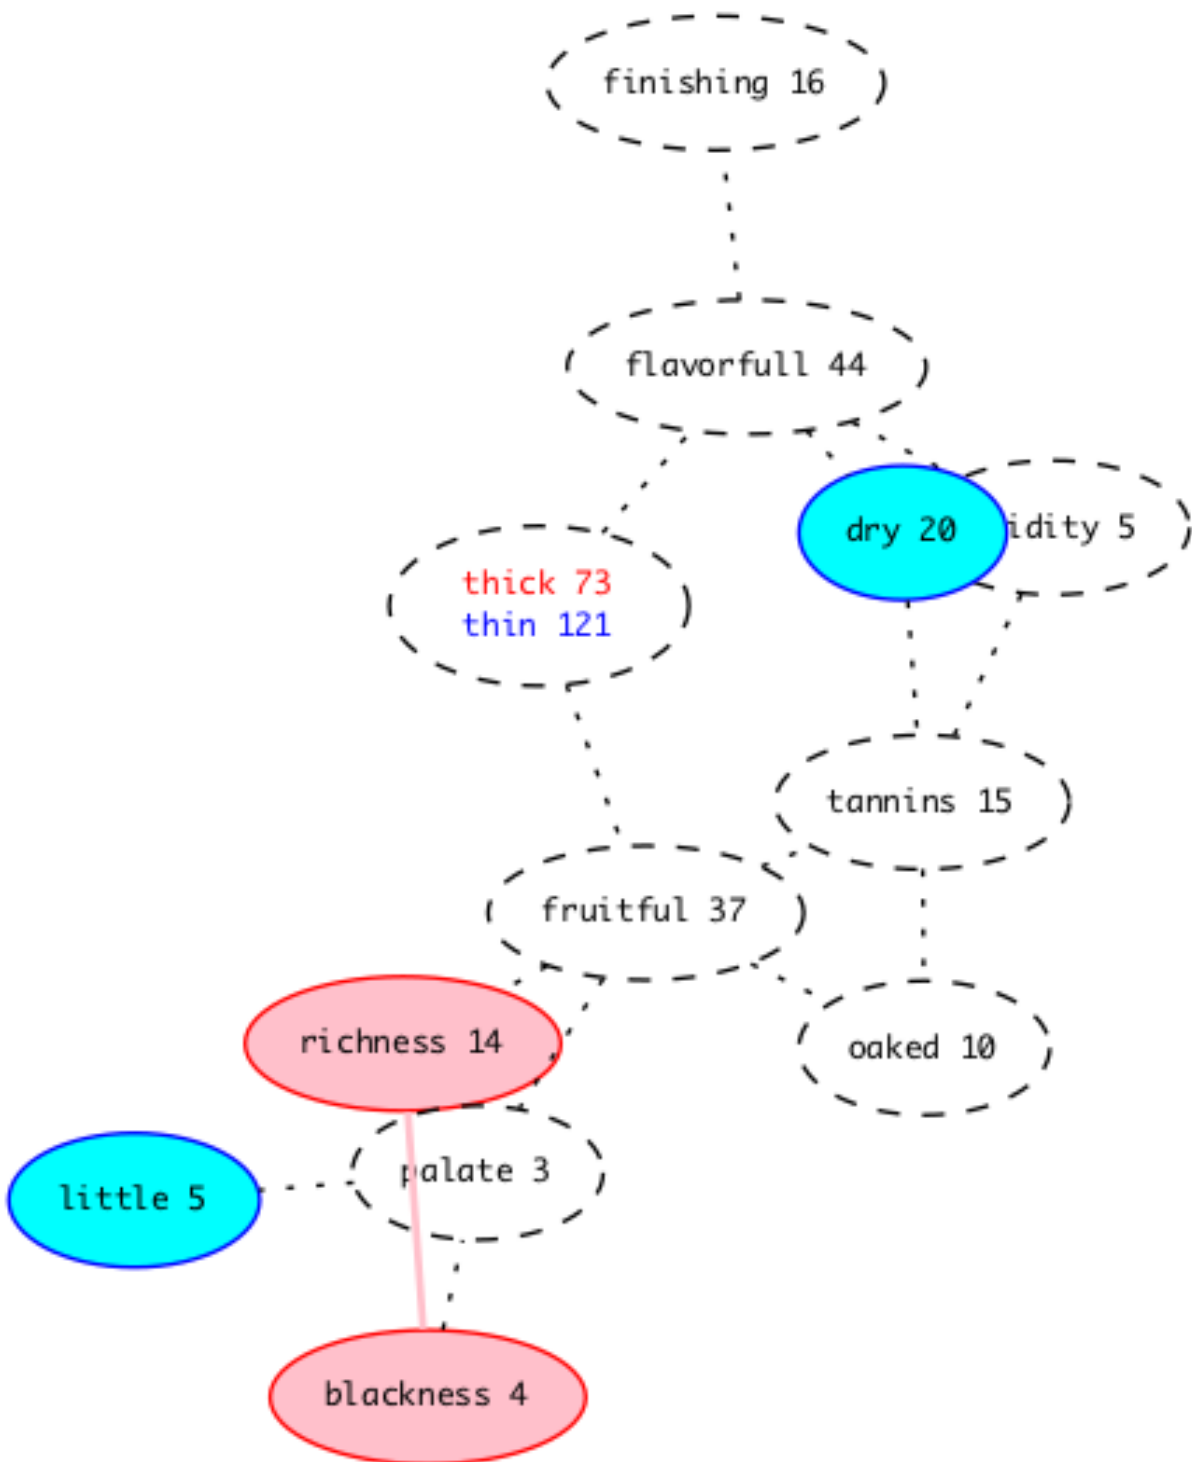 finishing 16
flavorfull 44
dry 20
idity 5
thick 73
thin 121
tannins 15
fruitful 37
richness 14
oaked 10
palate 3
little 5
blackness 4